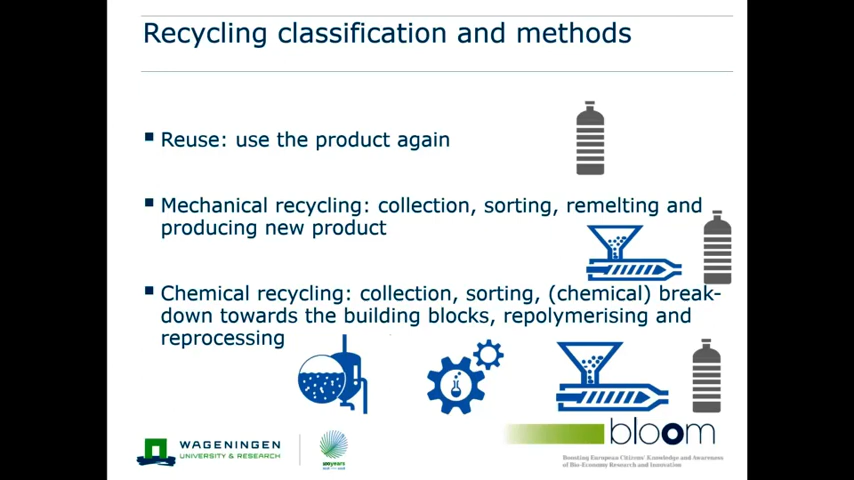 Recycling classification and methods
Reuse: use the product again
Mechanical recycling: collection, sorting, remelting and
producing new product
Chemical recycling: collection, sorting, (chemical) break-
down towards the building blocks, repolymerising and
reprocessing
WAGENINGEN
UNIVERSITY & RESEARCH
100years
bloom
Boosting European Citizens' Knowledge and Awareness
of Bio-Economy Research and Innovation